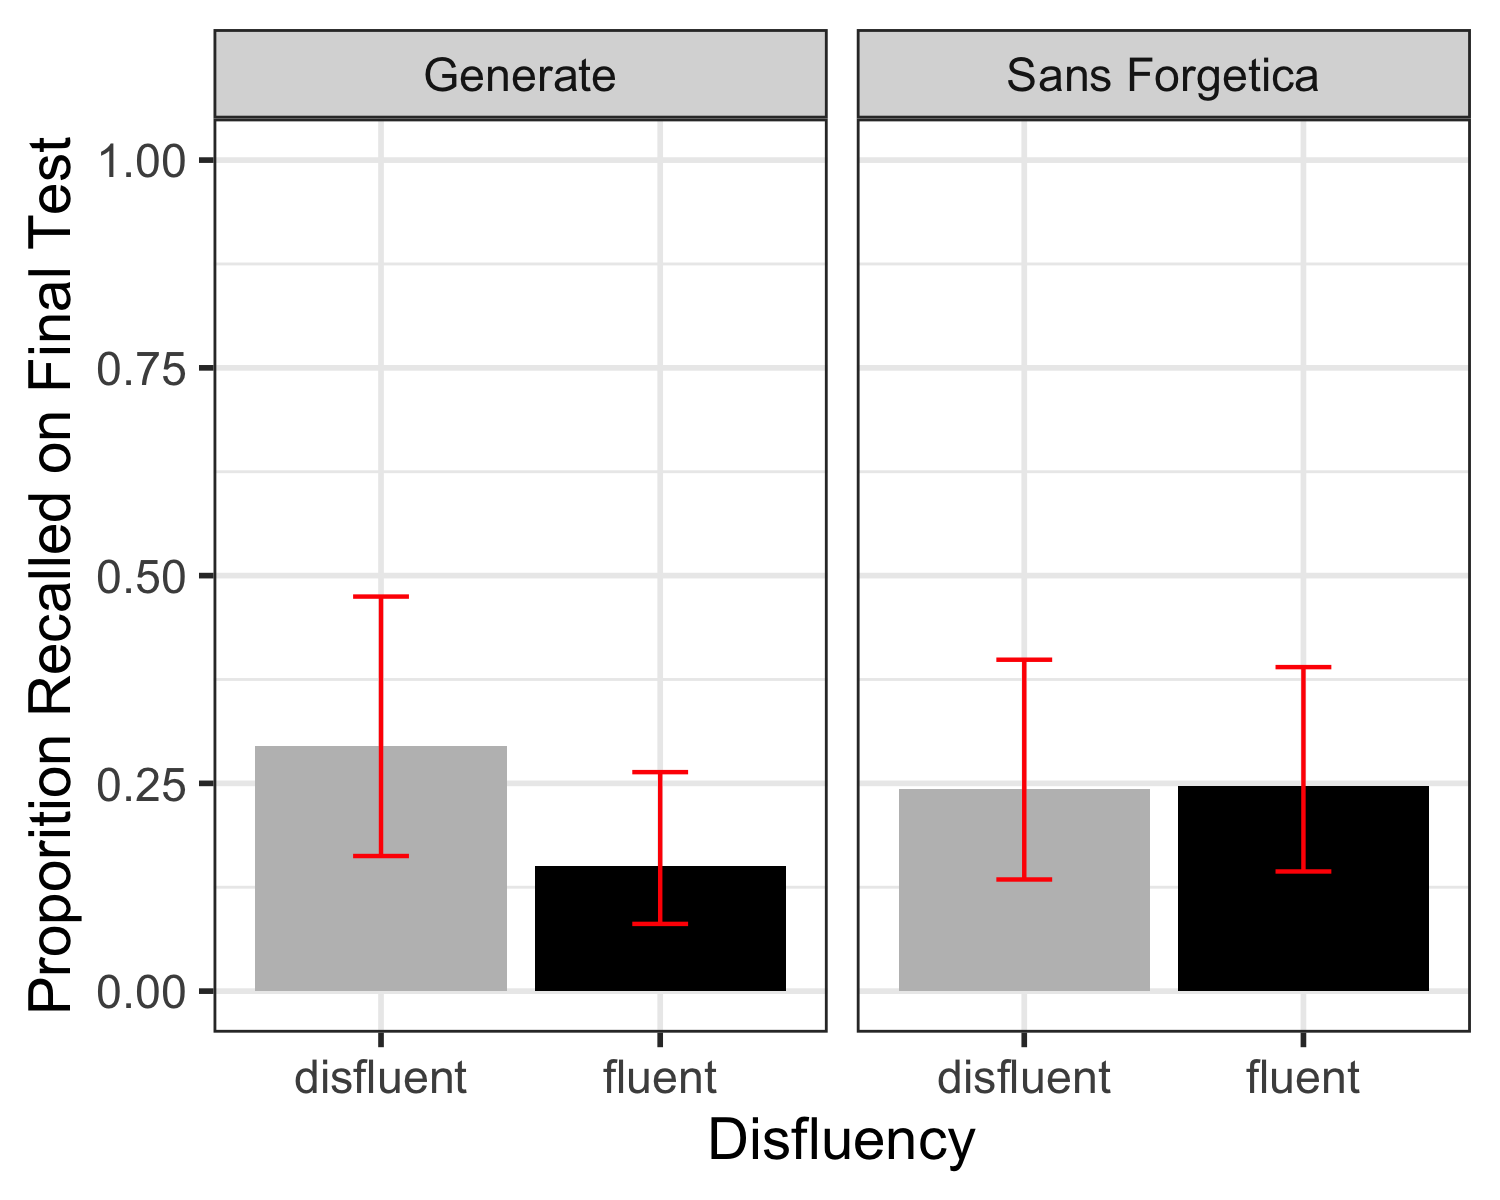 Generate
Sans Forgetica
Proporition Recalled on Final Test
1.00
0.75
0.50
0.25
0.00
disfluent
fluent
disfluent
fluent
Disfluency